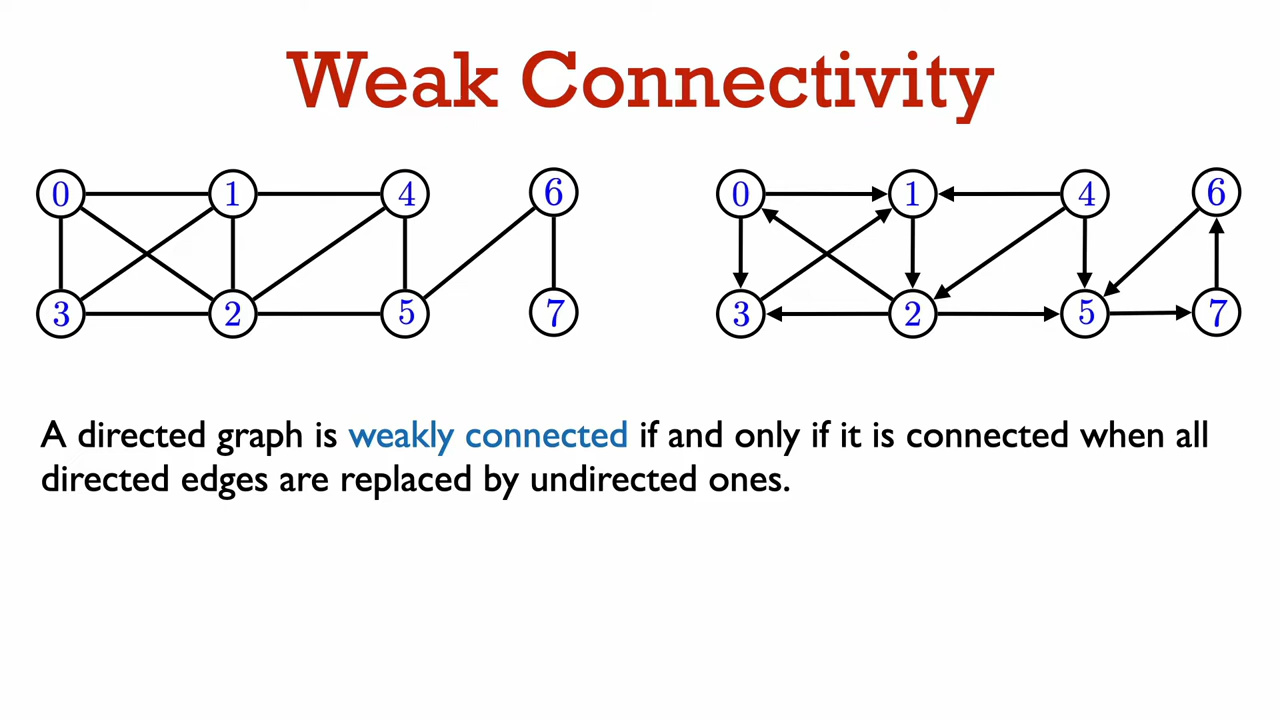 Weak Connectivity
0 1 4 6 0 1 4 6
3 2 5 7 3 2 5 7
A directed graph is weakly connected if and only if it is connected when all
directed edges are replaced by undirected ones.